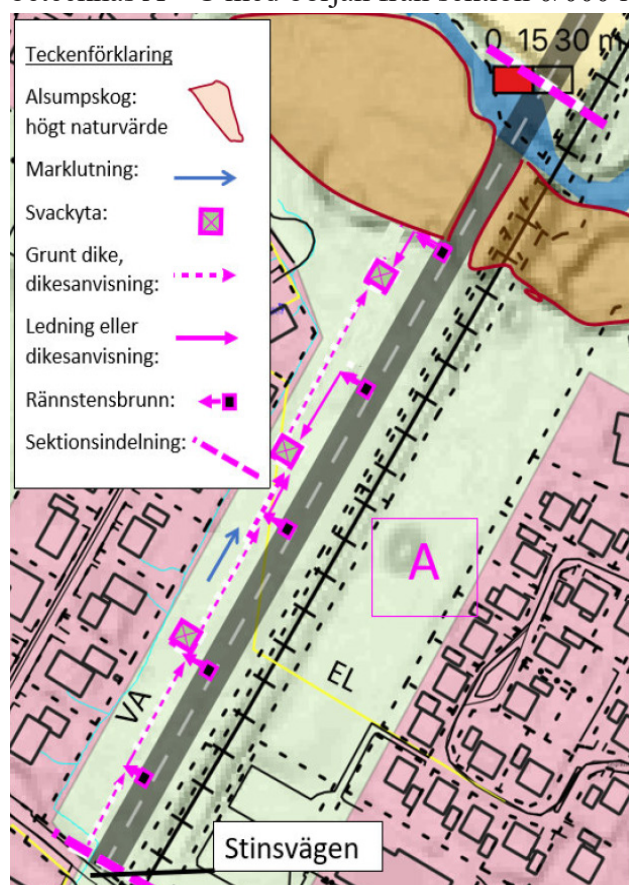 Teckenförklaring
Alsumpskog:
högt naturvärde
Marklutning:
Svackyta:
Grunt dike,
dikesanvisning:
Ledning eller
dikesanvisning:
Rännstensbrunn:
Sektionsindelning:
0 15 30 m
A
EL
VA
Stinsvägen